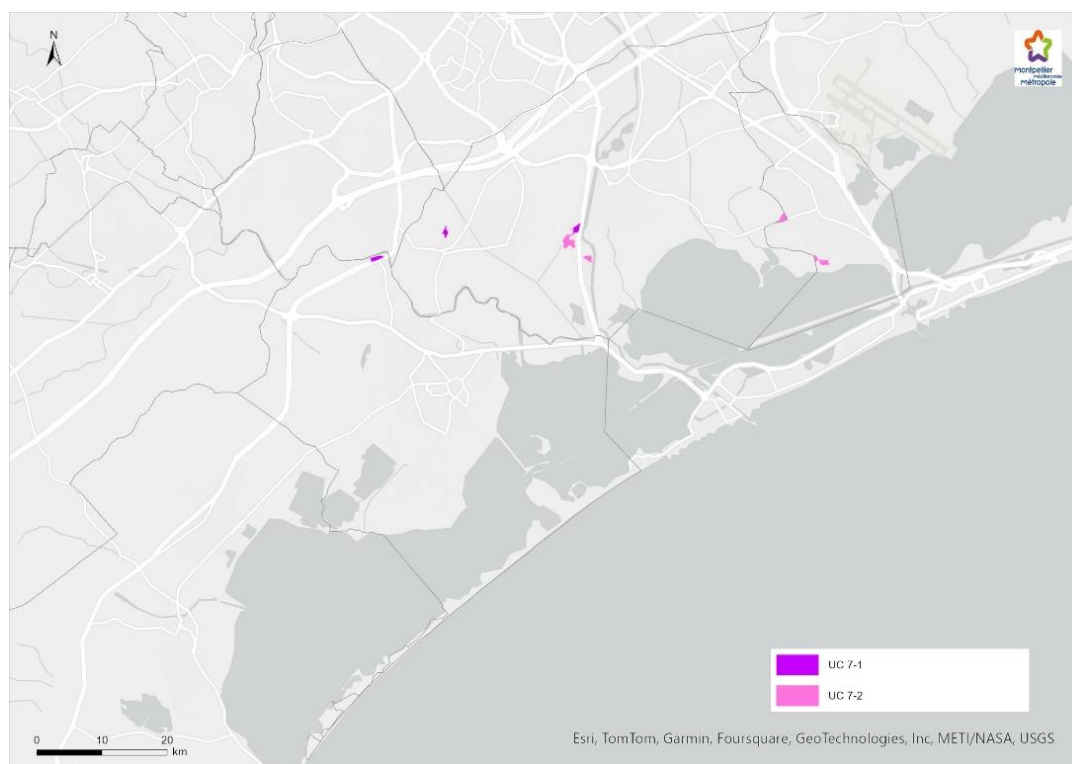 N
Montpellier
méditerranée
Métropole
UC 7-1
UC 7-2
0 10 20
km
Esri, TomTom, Garmin, Foursquare, GeoTechnologies, Inc, METI/NASA, USGS